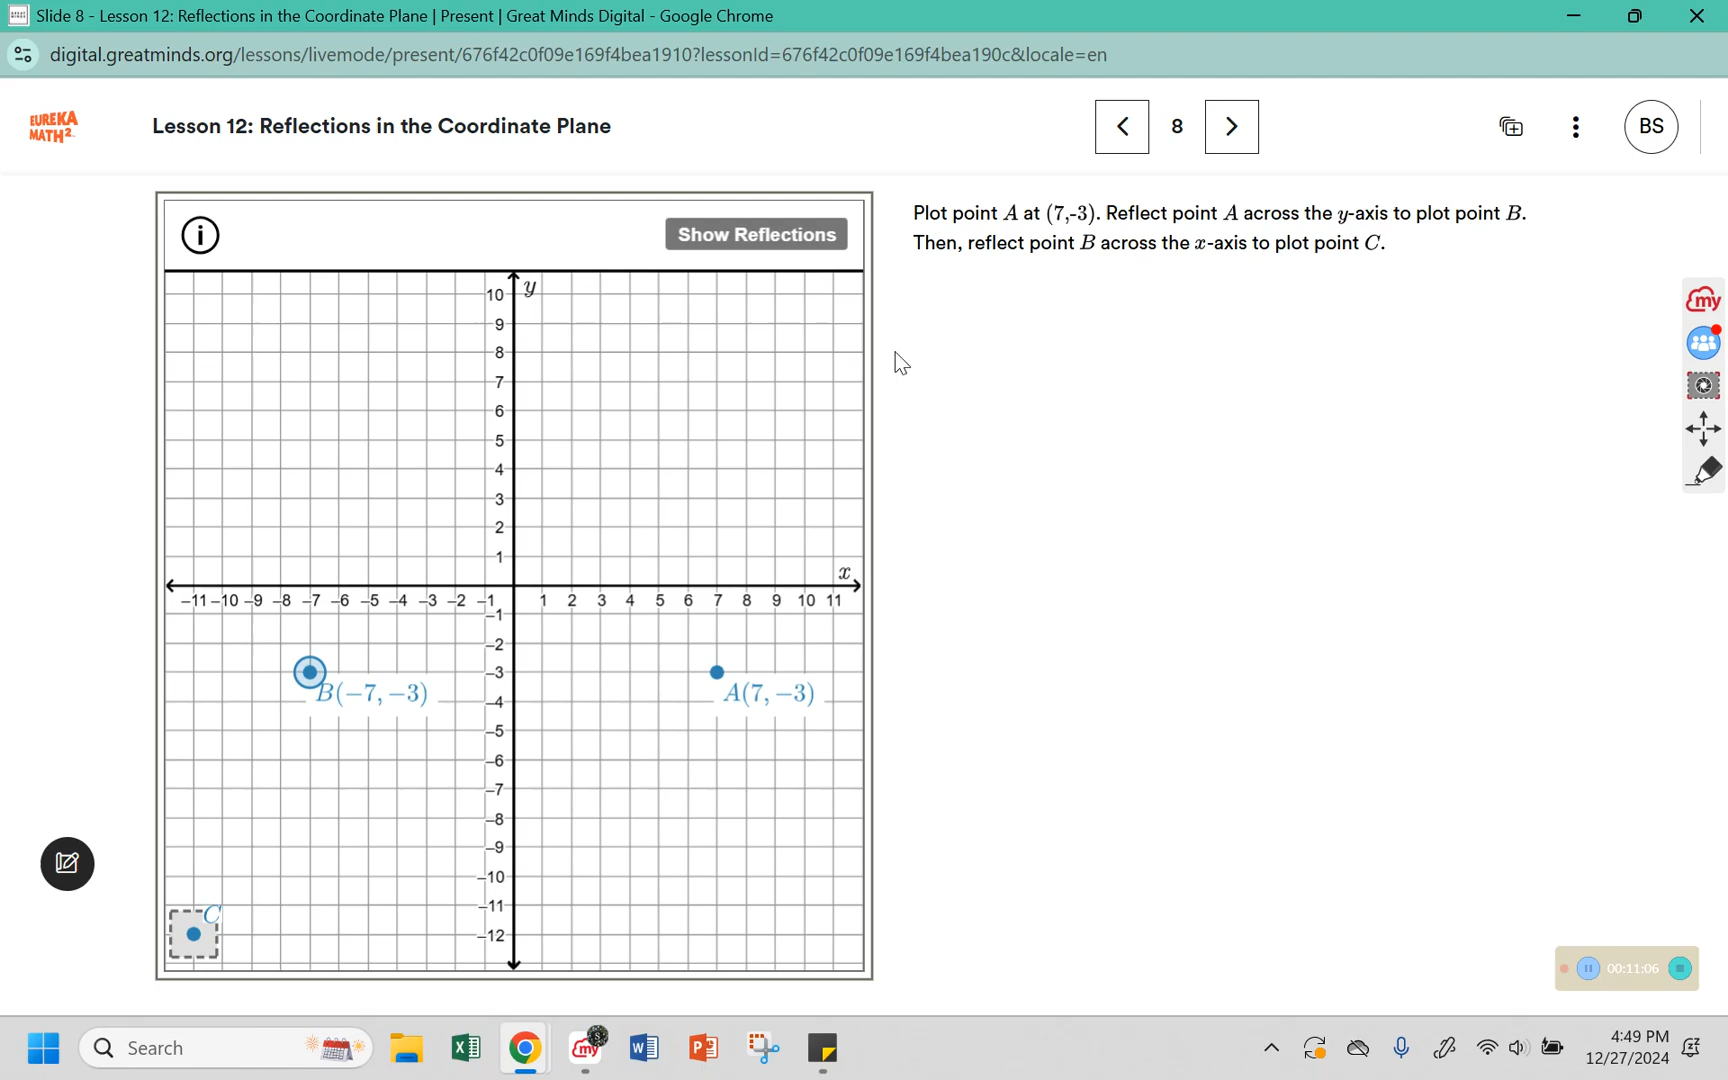 Slide 8 - Lesson 12: Reflections in the Coordinate Plane | Present | Great Minds Digital - Google Chrome
digital.greatminds.org/lessons/livemode/present/676f42c0f09e169f4bea1910?lessonId=676f42c0f09e169f4bea190c&locale=en
EUREKA
MATH²
Lesson 12: Reflections in the Coordinate Plane
8
BS
i
Show Reflections
Plot point A at (7,-3). Reflect point A across the y-axis to plot point B.
Then, reflect point B across the x-axis to plot point C.
my
y
10
9
8
7
6
5
4
3
2
1
x
−11 −10 −9 −8 −7 −6 −5 −4 −3 −2 −1 1 2 3 4 5 6 7 8 9 10 11
−1
−2
−3
B(−7, −3)
A(7, −3)
−4
−5
−6
−7
−8
−9
−10
−11
C
−12
00:11:06
Search
my
4:49 PM
12/27/2024